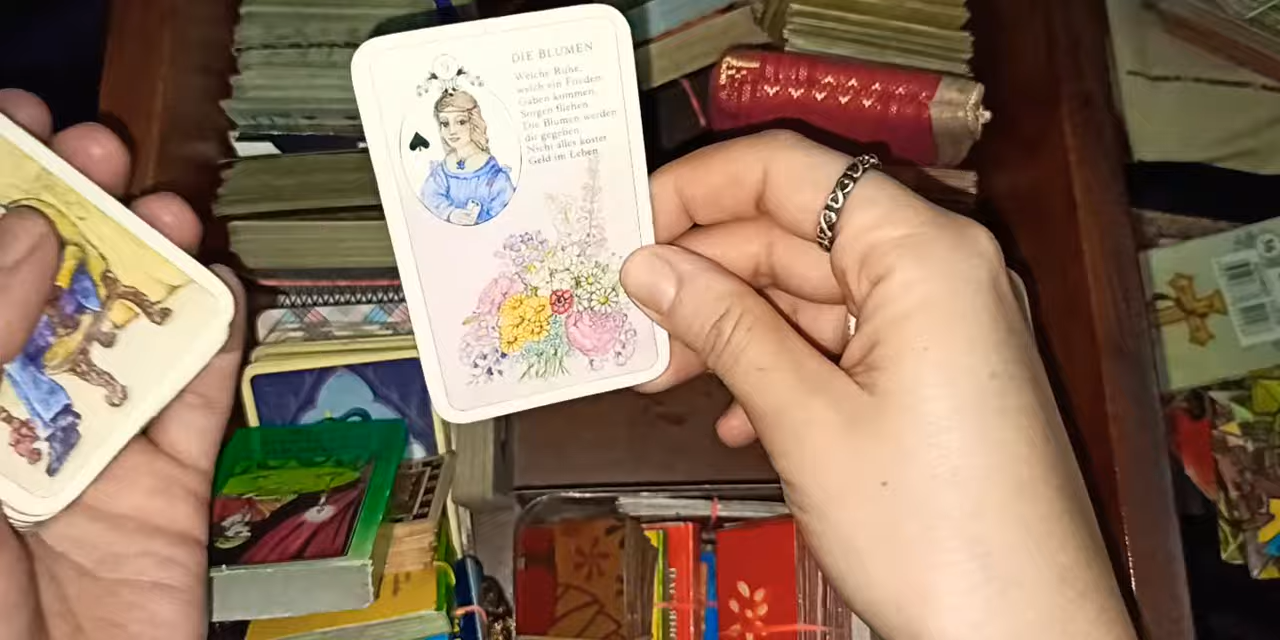 DIE BLUMEN
Welche Ruhe,
welch ein Frieden
Gaben kommen,
Sorgen fliehen
Die Blumen werden
dir gegeben
Nicht alles kostet
Geld im Leben